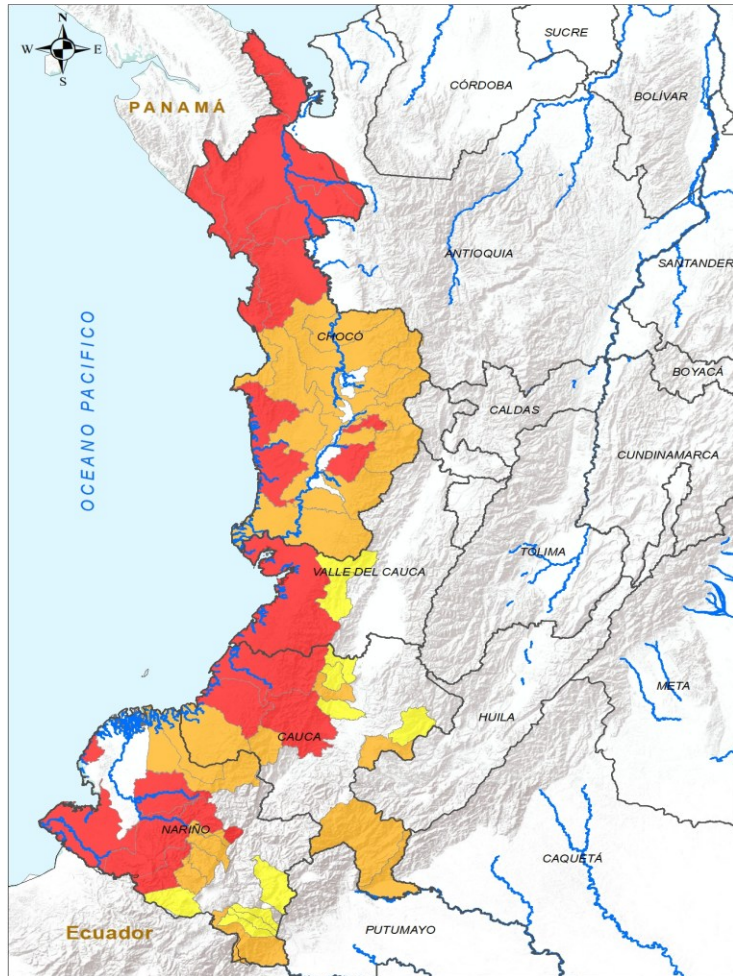 N
W E
S
SUCRE
CÓRDOBA
BOLÍVAR
PANAMÁ
ANTIOQUIA
SANTANDER
OCEANO PACIFICO
CHOCÓ
BOYACÁ
CALDAS
CUNDINAMARCA
TOLIMA
VALLE DEL CAUCA
META
HUILA
CAUCA
NARIÑO
CAQUETÁ
Ecuador
PUTUMAYO